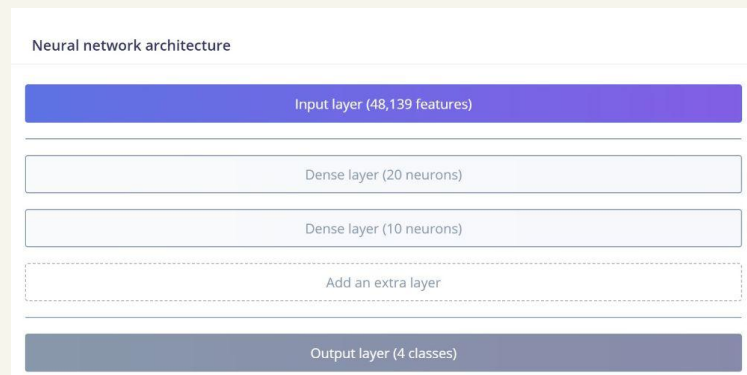 Neural network architecture
Input layer (48,139 features)
Dense layer (20 neurons)
Dense layer (10 neurons)
Add an extra layer
Output layer (4 classes)